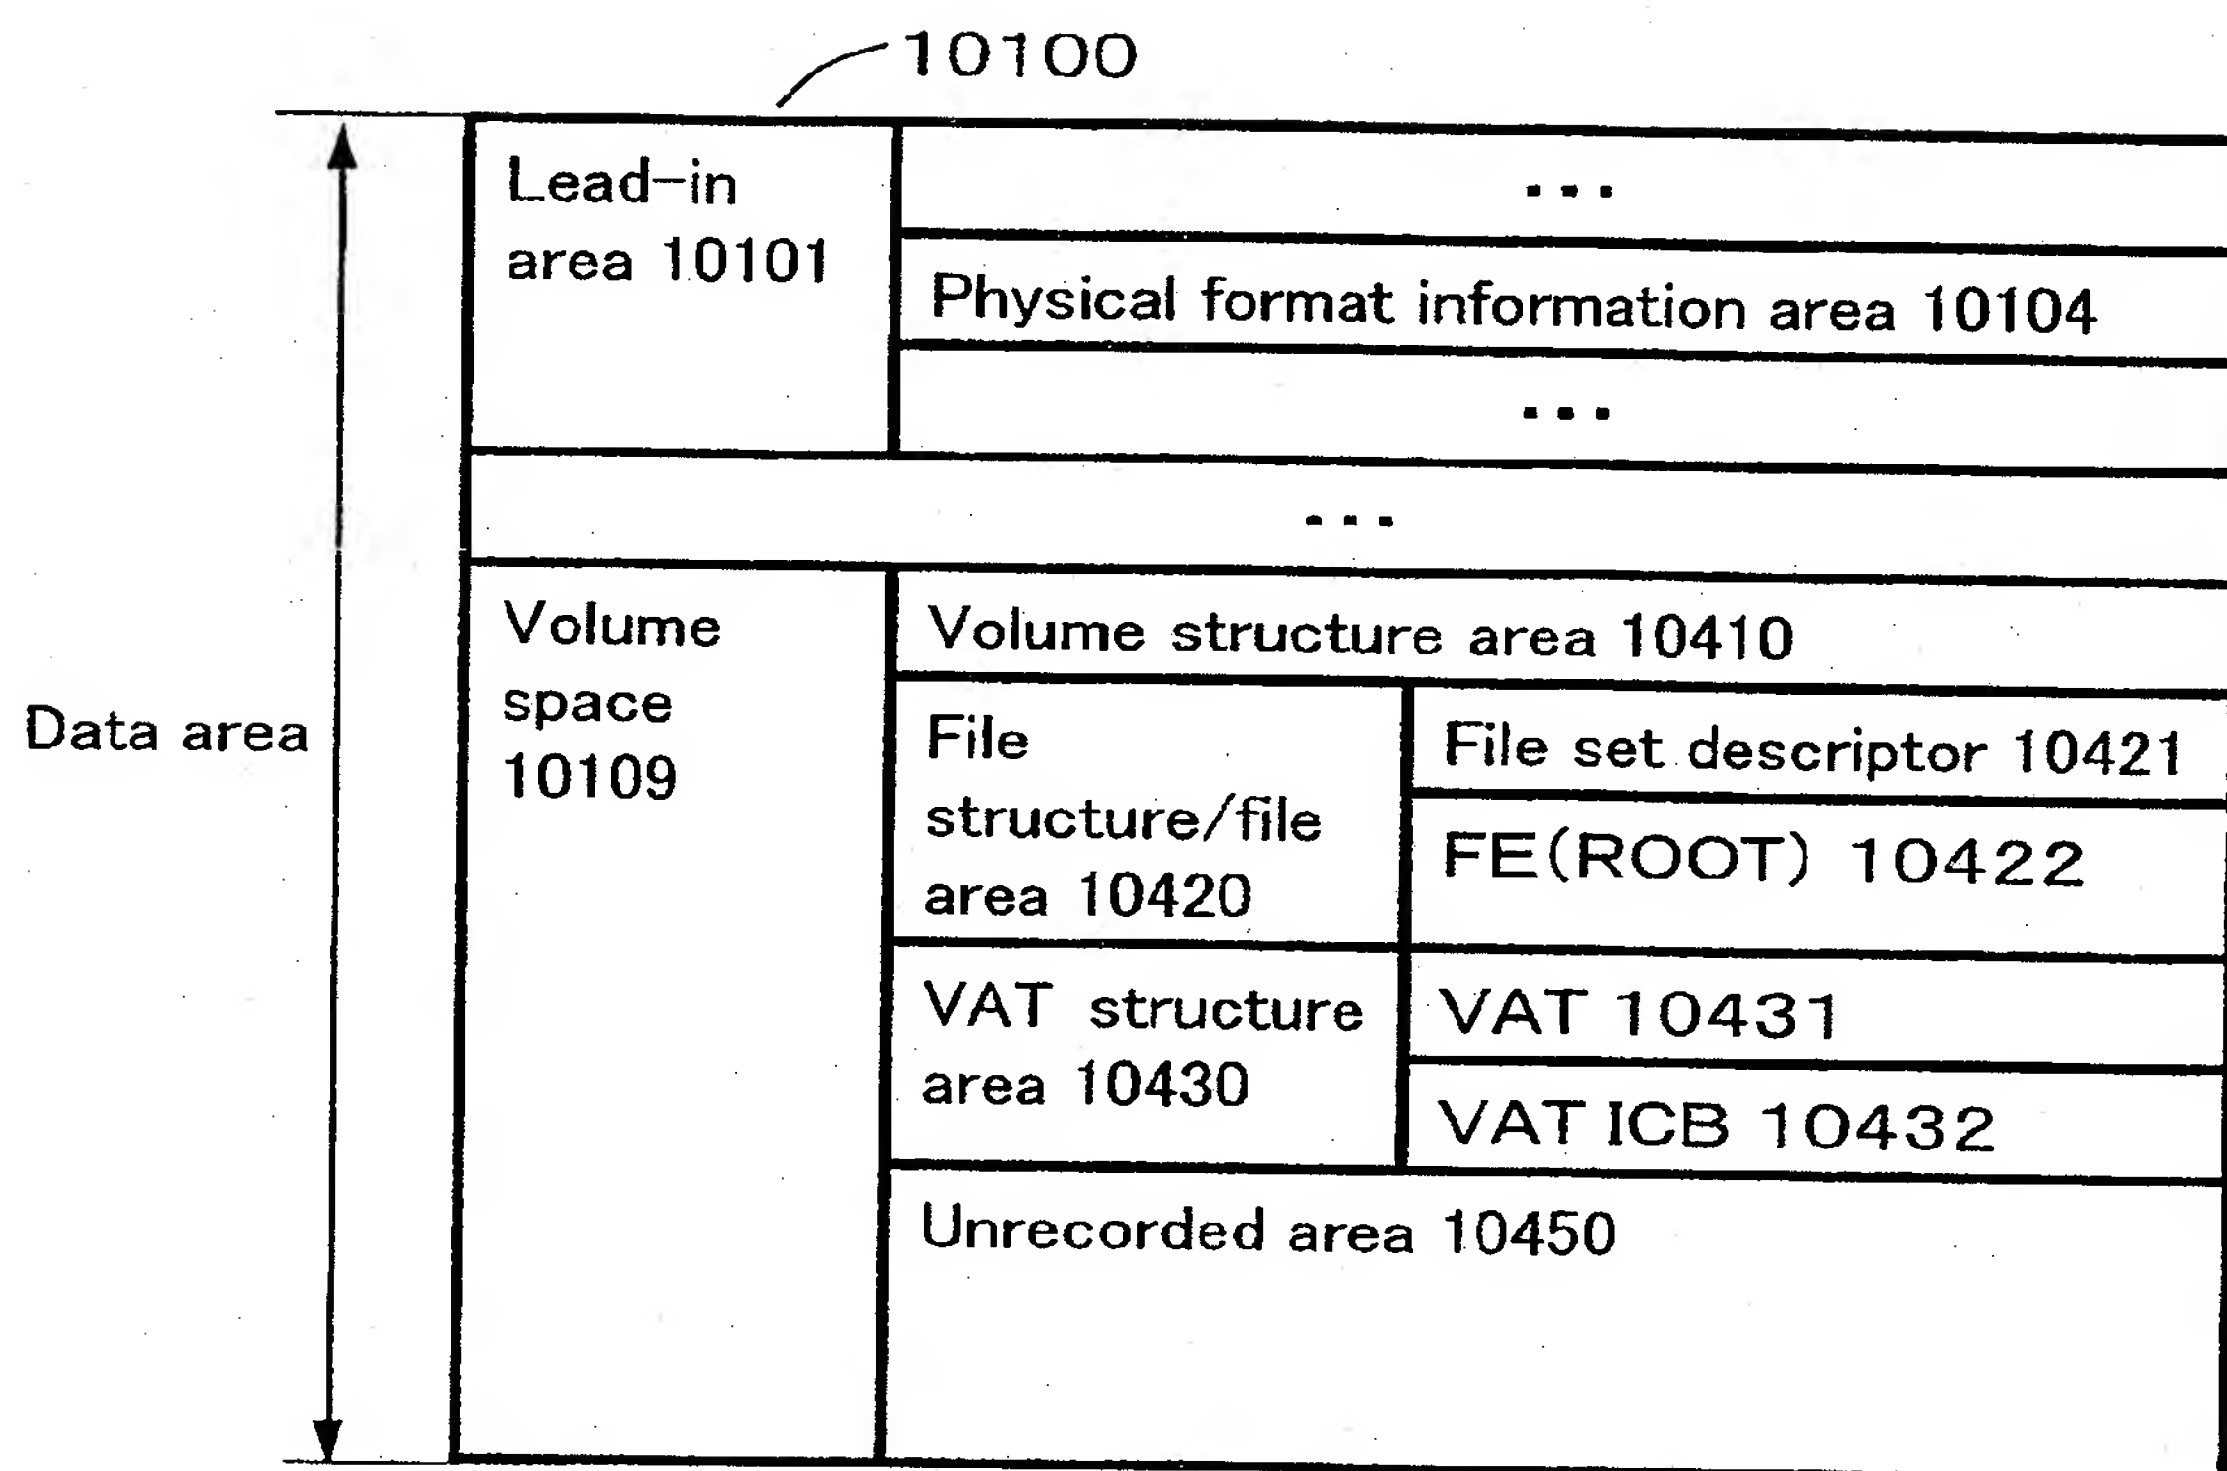 10100
Lead-in
area 10101
...
Physical format information area 10104
...
...
Data area
Volume
space
10109
Volume structure area 10410
File
structure/file
area 10420
File set descriptor 10421
FE(ROOT) 10422
VAT structure
area 10430
VAT 10431
VAT ICB 10432
Unrecorded area 10450